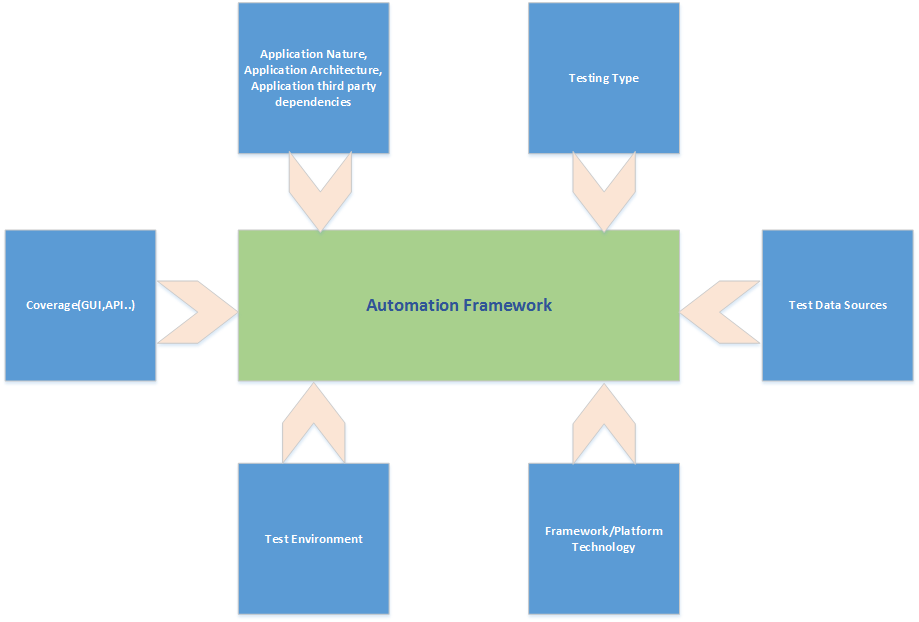 Application Nature,
Application Architecture,
Application third party
dependencies
Testing Type
Coverage(GUI,API..)
Automation Framework
Test Data Sources
Test Environment
Framework/Platform
Technology